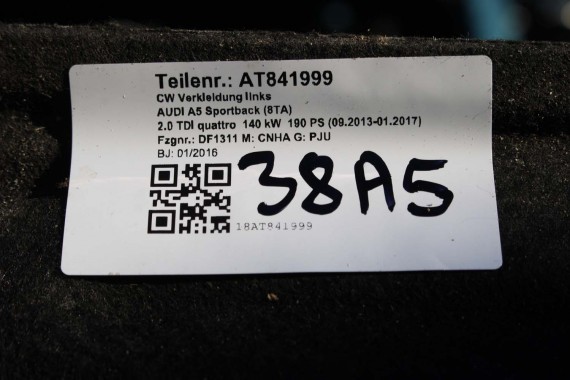 Teilenr.: AT841999
CW Verkleidung links
AUDI A5 Sportback (8TA)
2.0 TDI quattro 140 kW 190 PS (09.2013-01.2017)
Fzgnr.: DF1311 M: CNHA G: PJU
BJ: 01/2016
38A5
18AT841999